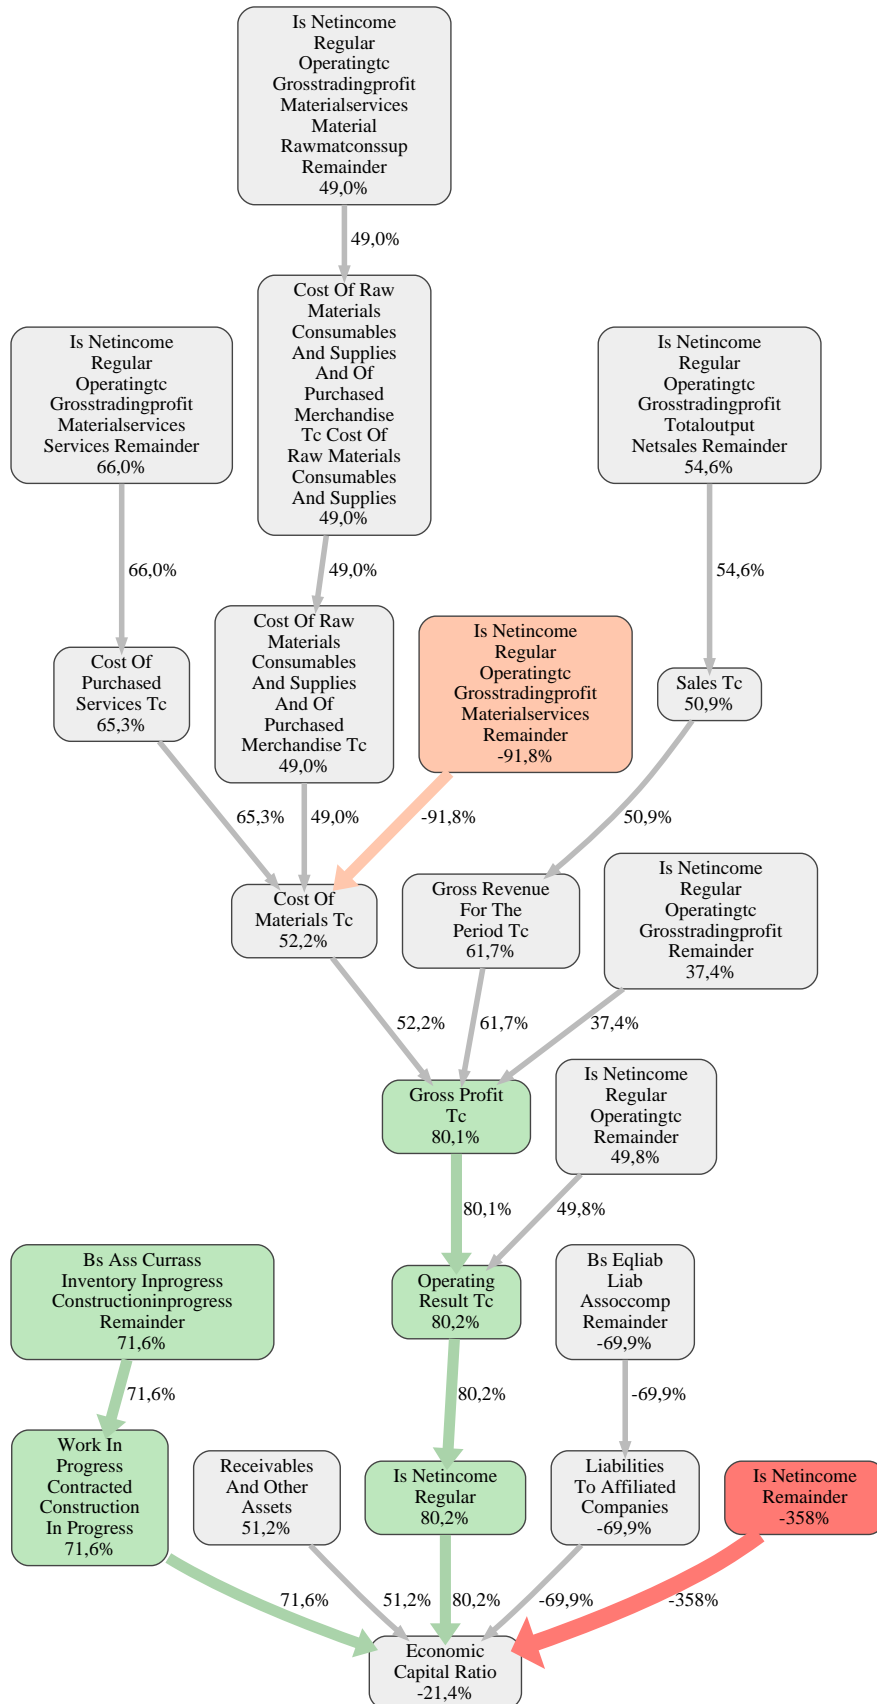 Is Netincome
Regular
Operatingtc
Grosstradingprofit
Materialservices
Material
Rawmatconssup
Remainder
49,0%
49,0%
Cost Of Raw
Materials
Consumables
And Supplies
And Of
Purchased
Merchandise
Tc Cost Of
Raw Materials
Consumables
And Supplies
49,0%
Is Netincome
Regular
Operatingtc
Grosstradingprofit
Materialservices
Services Remainder
66,0%
Is Netincome
Regular
Operatingtc
Grosstradingprofit
Totaloutput
Netsales Remainder
54,6%
66,0%
49,0%
54,6%
Cost Of
Purchased
Services Tc
65,3%
Cost Of Raw
Materials
Consumables
And Supplies
And Of
Purchased
Merchandise Tc
49,0%
Is Netincome
Regular
Operatingtc
Grosstradingprofit
Materialservices
Remainder
-91,8%
Sales Tc
50,9%
65,3%
49,0%
-91,8%
50,9%
Cost Of
Materials Tc
52,2%
Gross Revenue
For The
Period Tc
61,7%
Is Netincome
Regular
Operatingtc
Grosstradingprofit
Remainder
37,4%
52,2%
61,7%
37,4%
Gross Profit
Tc
80,1%
Is Netincome
Regular
Operatingtc
Remainder
49,8%
80,1%
49,8%
Bs Ass Currass
Inventory Inprogress
Constructioninprogress
Remainder
71,6%
Operating
Result Tc
80,2%
Bs Eqliab
Liab
Assoccomp
Remainder
-69,9%
71,6%
80,2%
-69,9%
Work In
Progress
Contracted
Construction
In Progress
71,6%
Receivables
And Other
Assets
51,2%
Is Netincome
Regular
80,2%
Liabilities
To Affiliated
Companies
-69,9%
Is Netincome
Remainder
-358%
71,6%
51,2%
80,2%
-69,9%
-358%
Economic
Capital Ratio
-21,4%